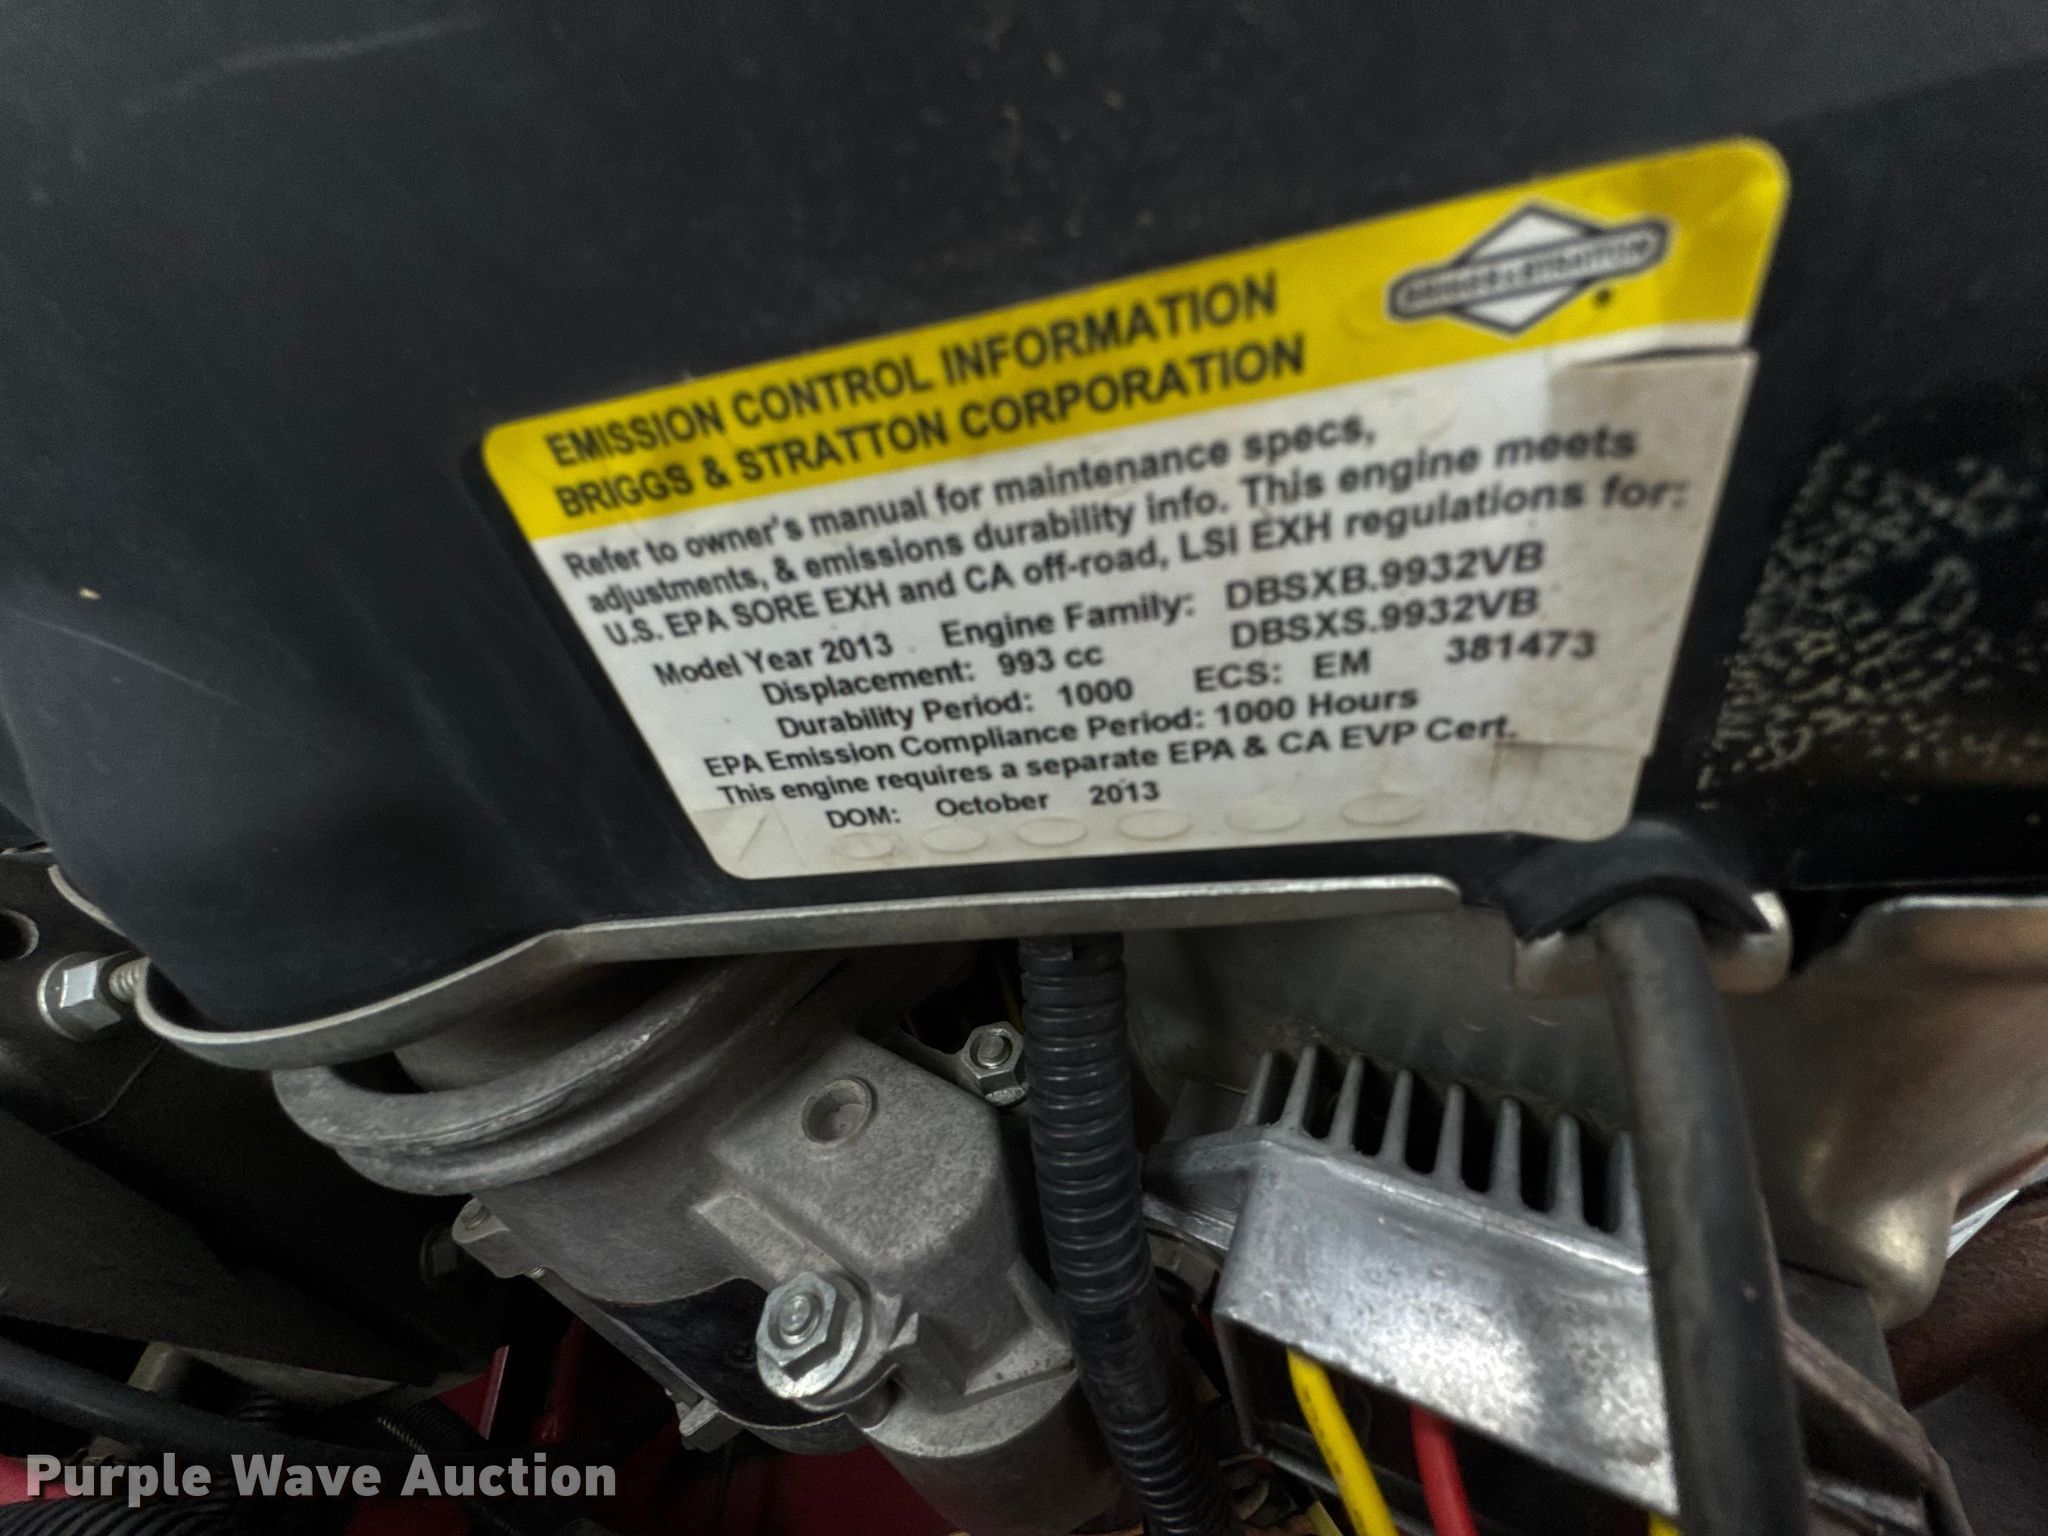 BRIGGS & STRATTON
EMISSION CONTROL INFORMATION
BRIGGS & STRATTON CORPORATION
Refer to owner's manual for maintenance specs,
adjustments, & emissions durability info. This engine meets
U.S. EPA SORE EXH and CA off-road, LSI EXH regulations for:
Model Year 2013 Engine Family: DBSXB.9932VB
Displacement: 993 cc DBSXS.9932VB
Durability Period: 1000 ECS: EM 381473
EPA Emission Compliance Period: 1000 Hours
This engine requires a separate EPA & CA EVP Cert.
DOM: October 2013
Purple Wave Auction